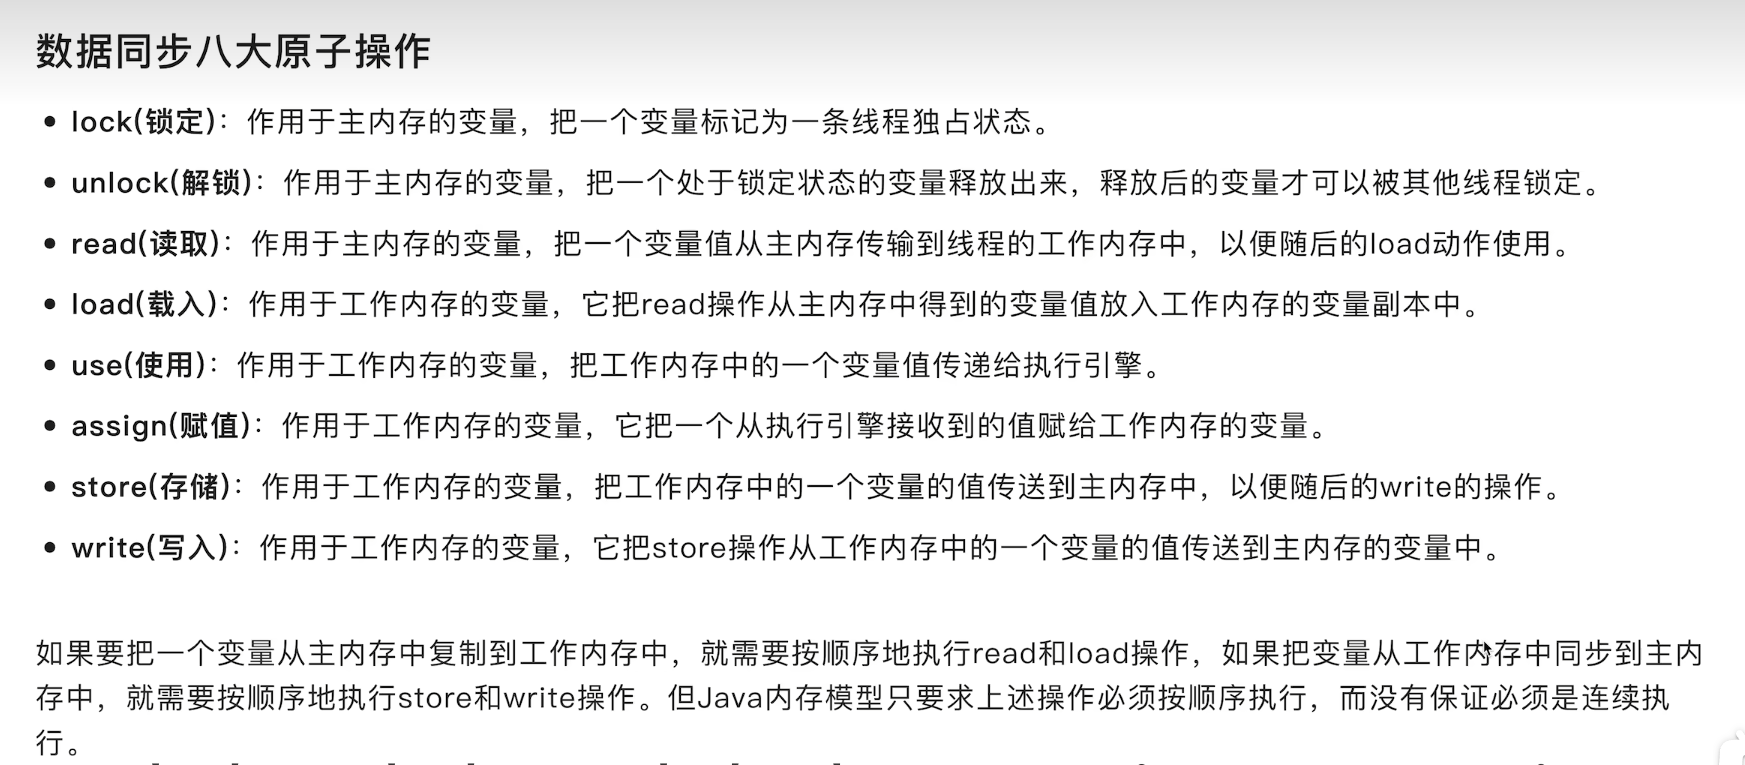 数据同步八大原子操作
• lock(锁定)：作用于主内存的变量，把一个变量标记为一条线程独占状态。
• unlock(解锁)：作用于主内存的变量，把一个处于锁定状态的变量释放出来，释放后的变量才可以被其他线程锁定。
• read(读取)：作用于主内存的变量，把一个变量值从主内存传输到线程的工作内存中，以便随后的load动作使用。
• load(载入)：作用于工作内存的变量，它把read操作从主内存中得到的变量值放入工作内存的变量副本中。
• use(使用)：作用于工作内存的变量，把工作内存中的一个变量值传递给执行引擎。
• assign(赋值)：作用于工作内存的变量，它把一个从执行引擎接收到的值赋给工作内存的变量。
• store(存储)：作用于工作内存的变量，把工作内存中的一个变量的值传送到主内存中，以便随后的write的操作。
• write(写入)：作用于工作内存的变量，它把store操作从工作内存中的一个变量的值传送到主内存的变量中。
如果要把一个变量从主内存中复制到工作内存中，就需要按顺序地执行read和load操作，如果把变量从工作内存中同步到主内
存中，就需要按顺序地执行store和write操作。但Java内存模型只要求上述操作必须按顺序执行，而没有保证必须是连续执
行。